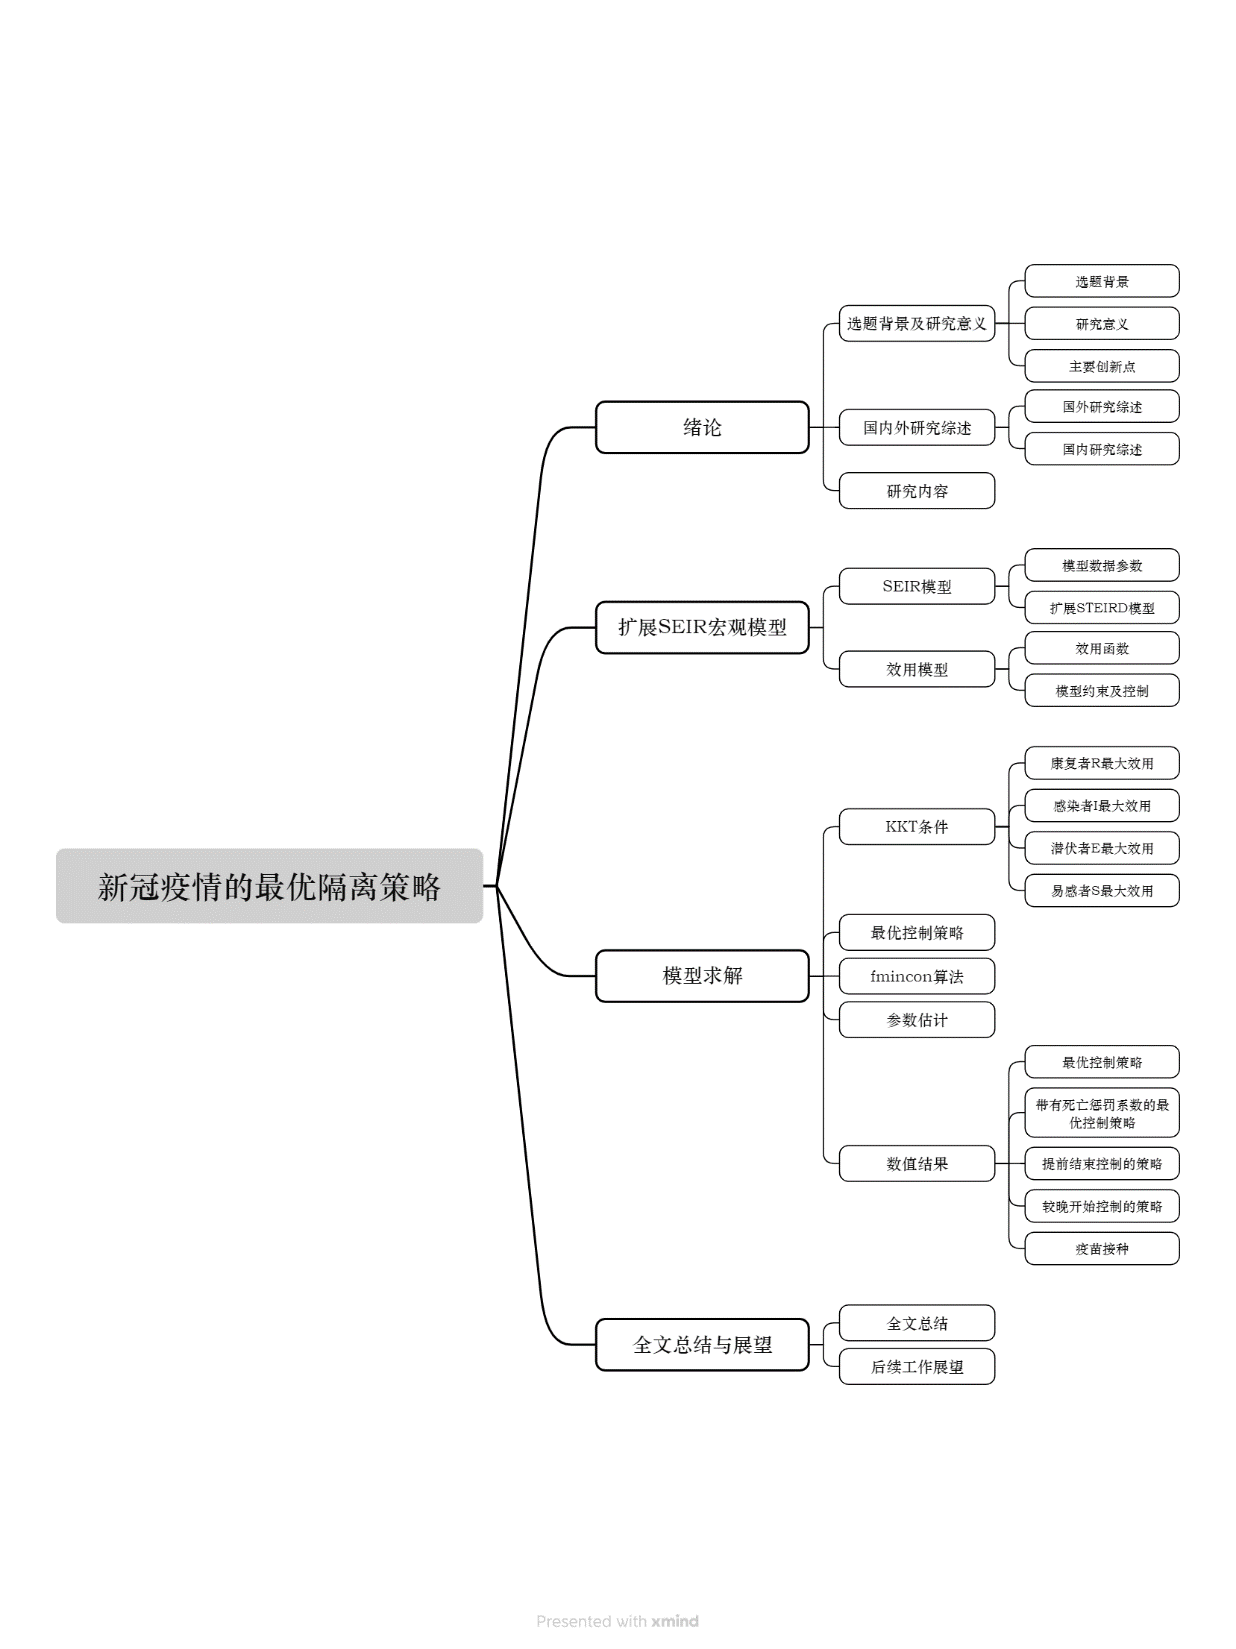 新冠疫情的最优隔离策略
绪论
选题背景及研究意义
选题背景
研究意义
主要创新点
国内外研究综述
国外研究综述
国内研究综述
研究内容
扩展SEIR宏观模型
SEIR模型
模型数据参数
扩展STEIRD模型
效用模型
效用函数
模型约束及控制
模型求解
KKT条件
康复者R最大效用
感染者I最大效用
潜伏者E最大效用
易感者S最大效用
最优控制策略
fmincon算法
参数估计
数值结果
最优控制策略
带有死亡惩罚系数的最
优控制策略
提前结束控制的策略
较晚开始控制的策略
疫苗接种
全文总结与展望
全文总结
后续工作展望
Presented with xmind